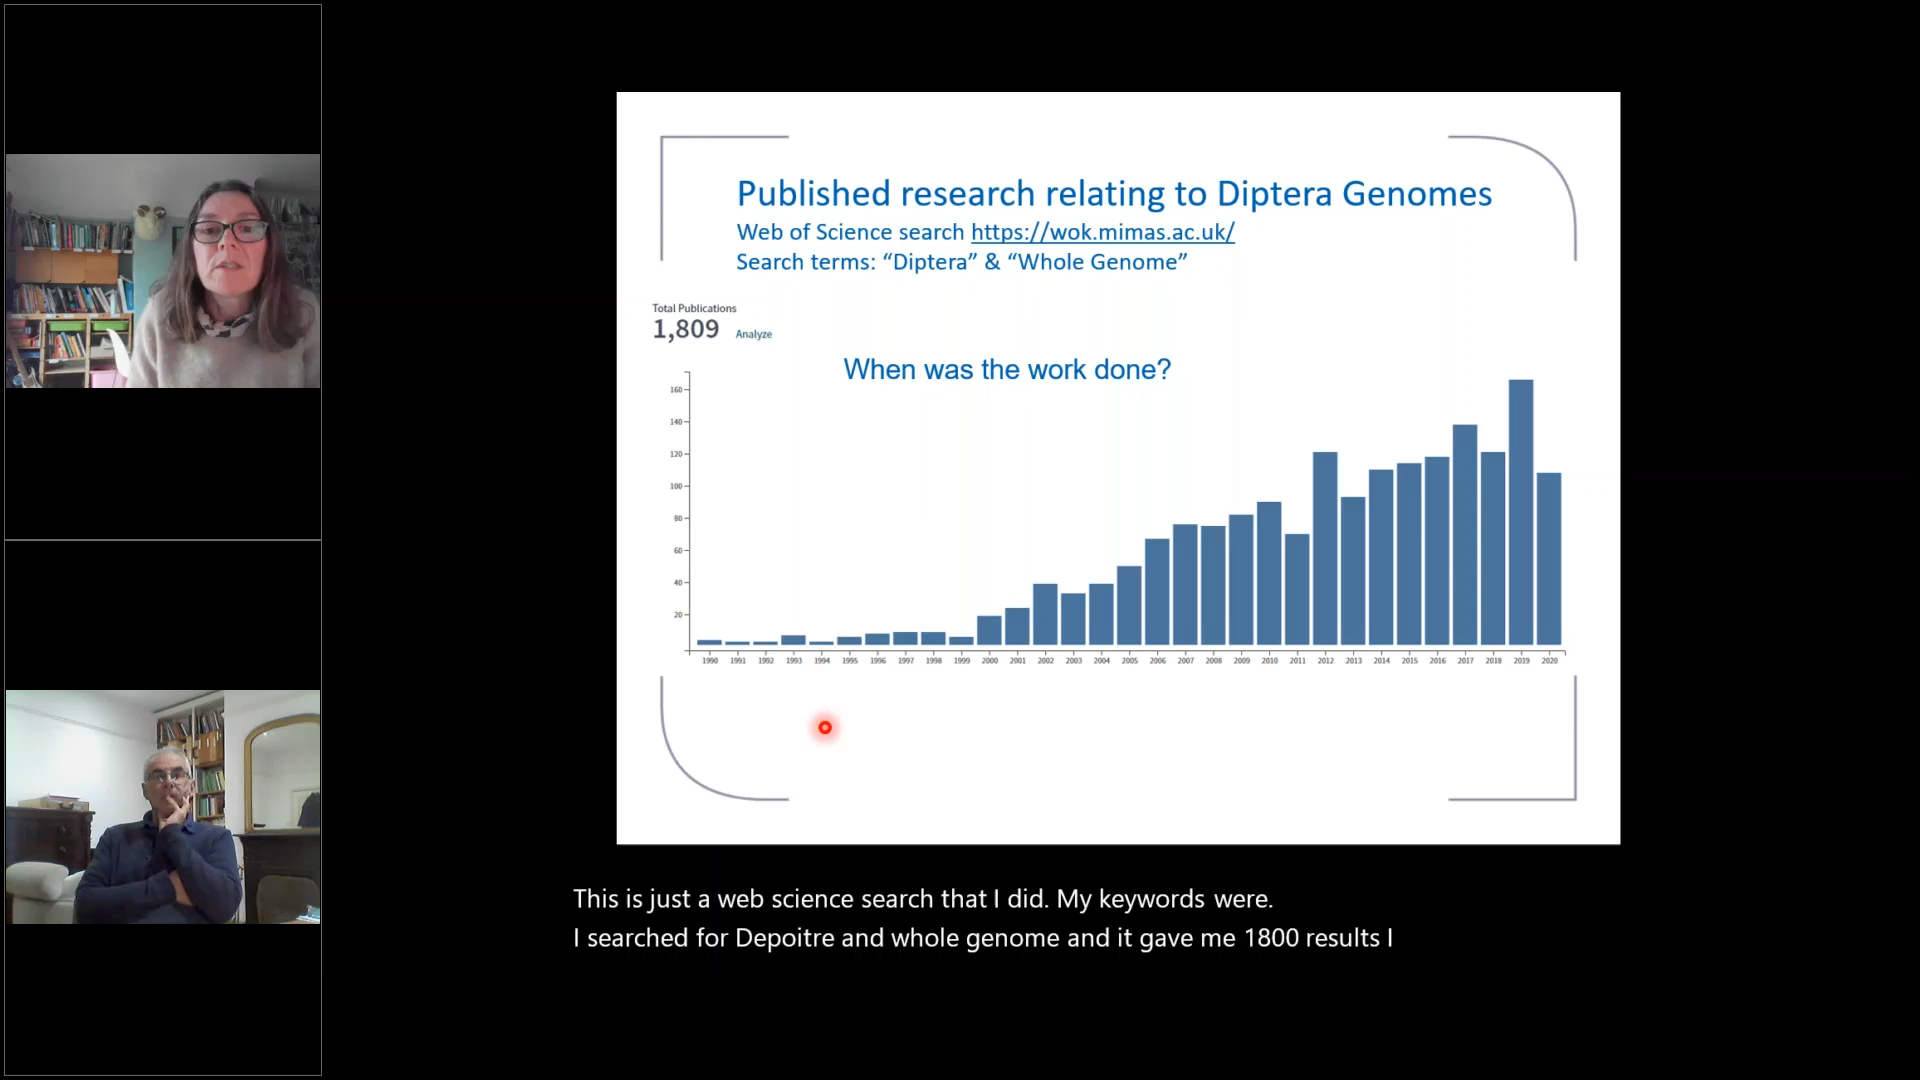 Published research relating to Diptera Genomes
Web of Science search https://wok.mimas.ac.uk/
Search terms: “Diptera” & “Whole Genome”
Total Publications
1,809 Analyze
When was the work done?
160
140
120
100
80
60
40
20
1990 1991 1992 1993 1994 1995 1996 1997 1998 1999 2000 2001 2002 2003 2004 2005 2006 2007 2008 2009 2010 2011 2012 2013 2014 2015 2016 2017 2018 2019 2020
This is just a web science search that I did. My keywords were.
I searched for Depoitre and whole genome and it gave me 1800 results I